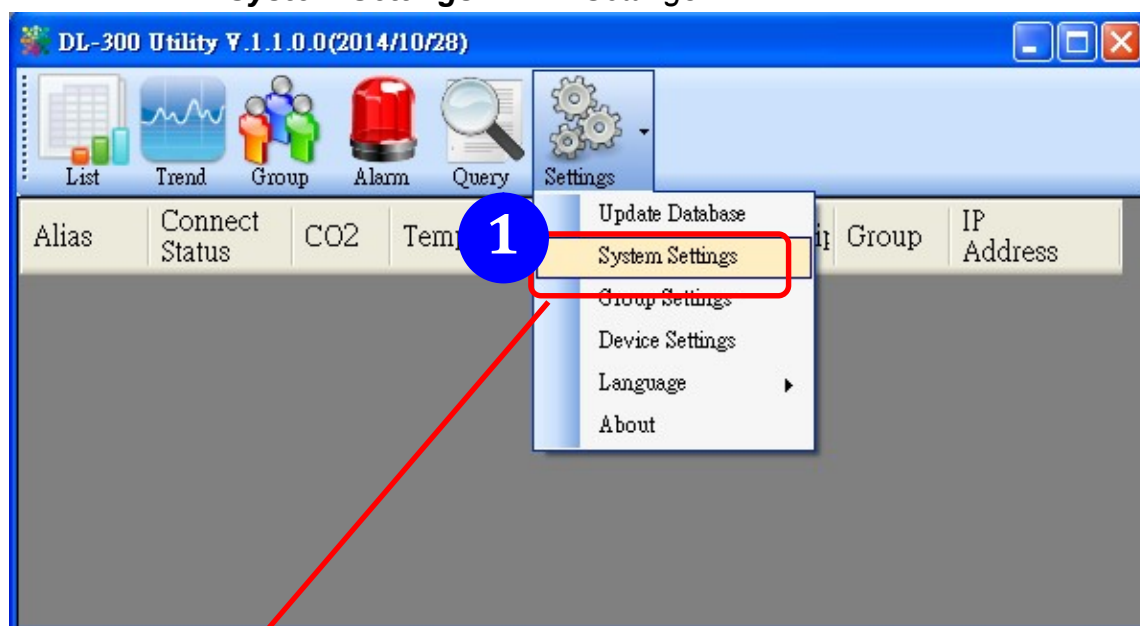 DL-300 Utility V.1.1.0.0(2014/10/28)
List Trend Group Alarm Query Settings
Update Database
Alias Connect Status CO2 Group IP Address
1
System Settings
Group Settings
Device Settings
Language
About